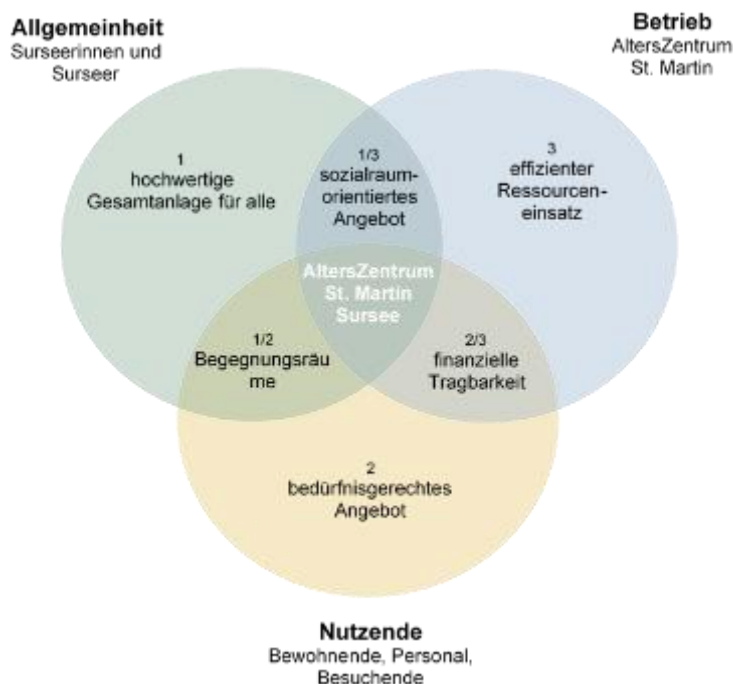 Allgemeinheit
Surseerinnen und
Surseer
Betrieb
AltersZentrum
St. Martin
1
hochwertige
Gesamtanlage für alle
1/3
sozialraum-
orientiertes
Angebot
3
effizienter
Ressourcen-
einsatz
AltersZentrum
St. Martin
Sursee
1/2
Begegnungsräu
me
2/3
finanzielle
Tragbarkeit
2
bedürfnisgerechtes
Angebot
Nutzende
Bewohnende, Personal,
Besuchende